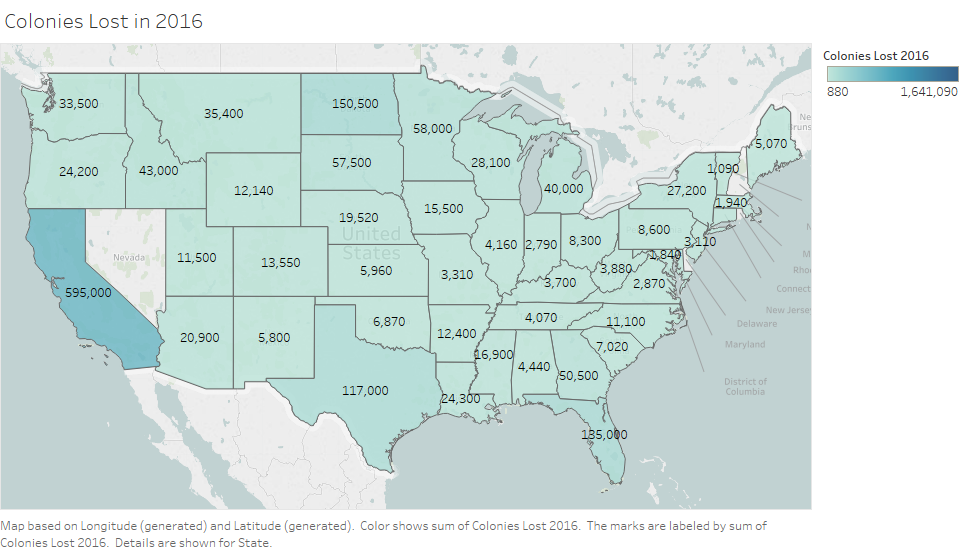 Colonies Lost in 2016
Colonies Lost 2016
880 1,641,090
33,500
35,400
150,500
58,000
24,200
43,000
12,140
57,500
28,100
40,000
5,070
1,090
27,200
1,940
19,520
15,500
United
States
Nevada
11,500
13,550
5,960
4,160
2,790
8,300
8,600
3,110
1,840
3,310
3,700
3,880
2,870
595,000
20,900
5,800
6,870
12,400
4,070
11,100
16,900
4,440
50,500
7,020
117,000
24,300
135,000
Ne
Bruns
N
M
Rho
Connect
New Jerse
Delaware
Maryland
District of
Columbia
Map based on Longitude (generated) and Latitude (generated). Color shows sum of Colonies Lost 2016. The marks are labeled by sum of
Colonies Lost 2016. Details are shown for State.